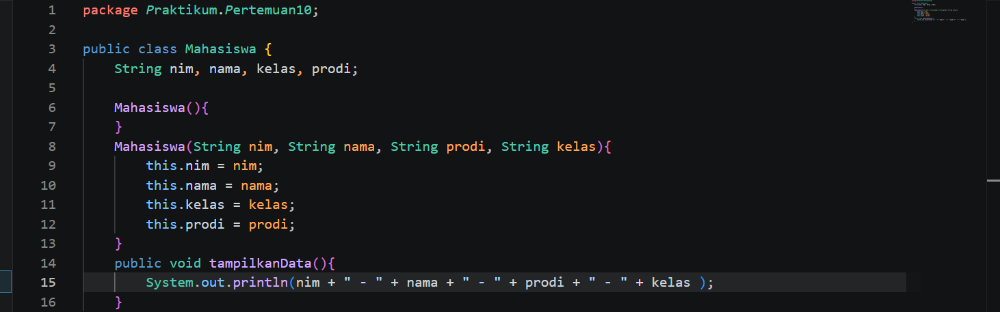 1 package Praktikum.Pertemuan10;
2
3 public class Mahasiswa {
4     String nim, nama, kelas, prodi;
5
6     Mahasiswa(){
7     }
8     Mahasiswa(String nim, String nama, String prodi, String kelas){
9         this.nim = nim;
10         this.nama = nama;
11         this.kelas = kelas;
12         this.prodi = prodi;
13     }
14     public void tampilkanData(){
15         System.out.println(nim + " - " + nama + " - " + prodi + " - " + kelas );
16     }